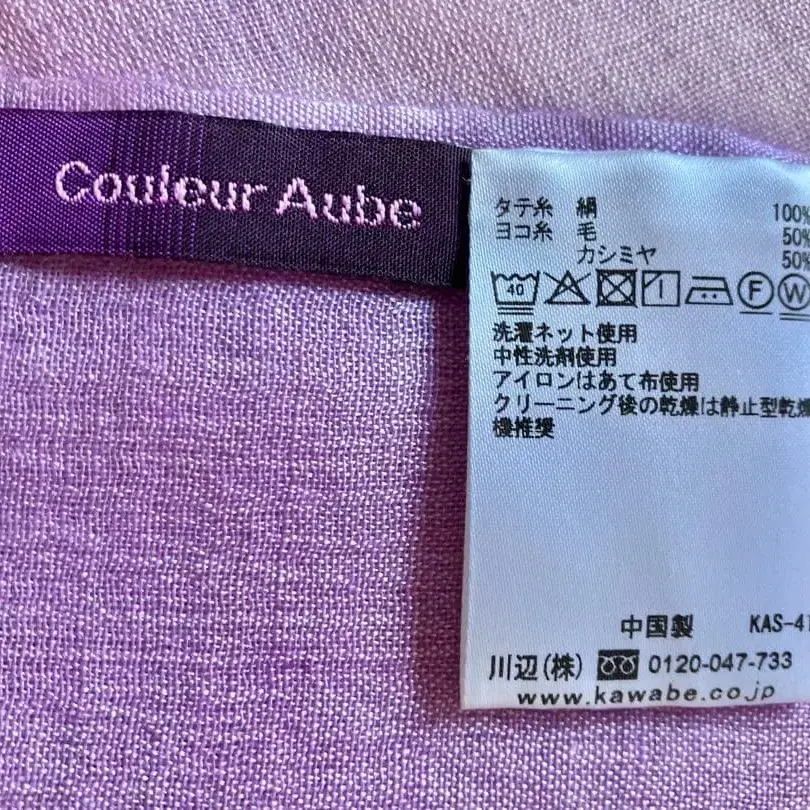 Couleur Aube
タテ糸 絹 100%
ヨコ糸 毛 50%
カシミヤ 50%
40 F W
洗濯ネット使用
中性洗剤使用
アイロンはあて布使用
クリーニング後の乾燥は静止型乾燥
機推奨
中国製 KAS-41
川辺(株) 0120-047-733
www.kawabe.co.jp